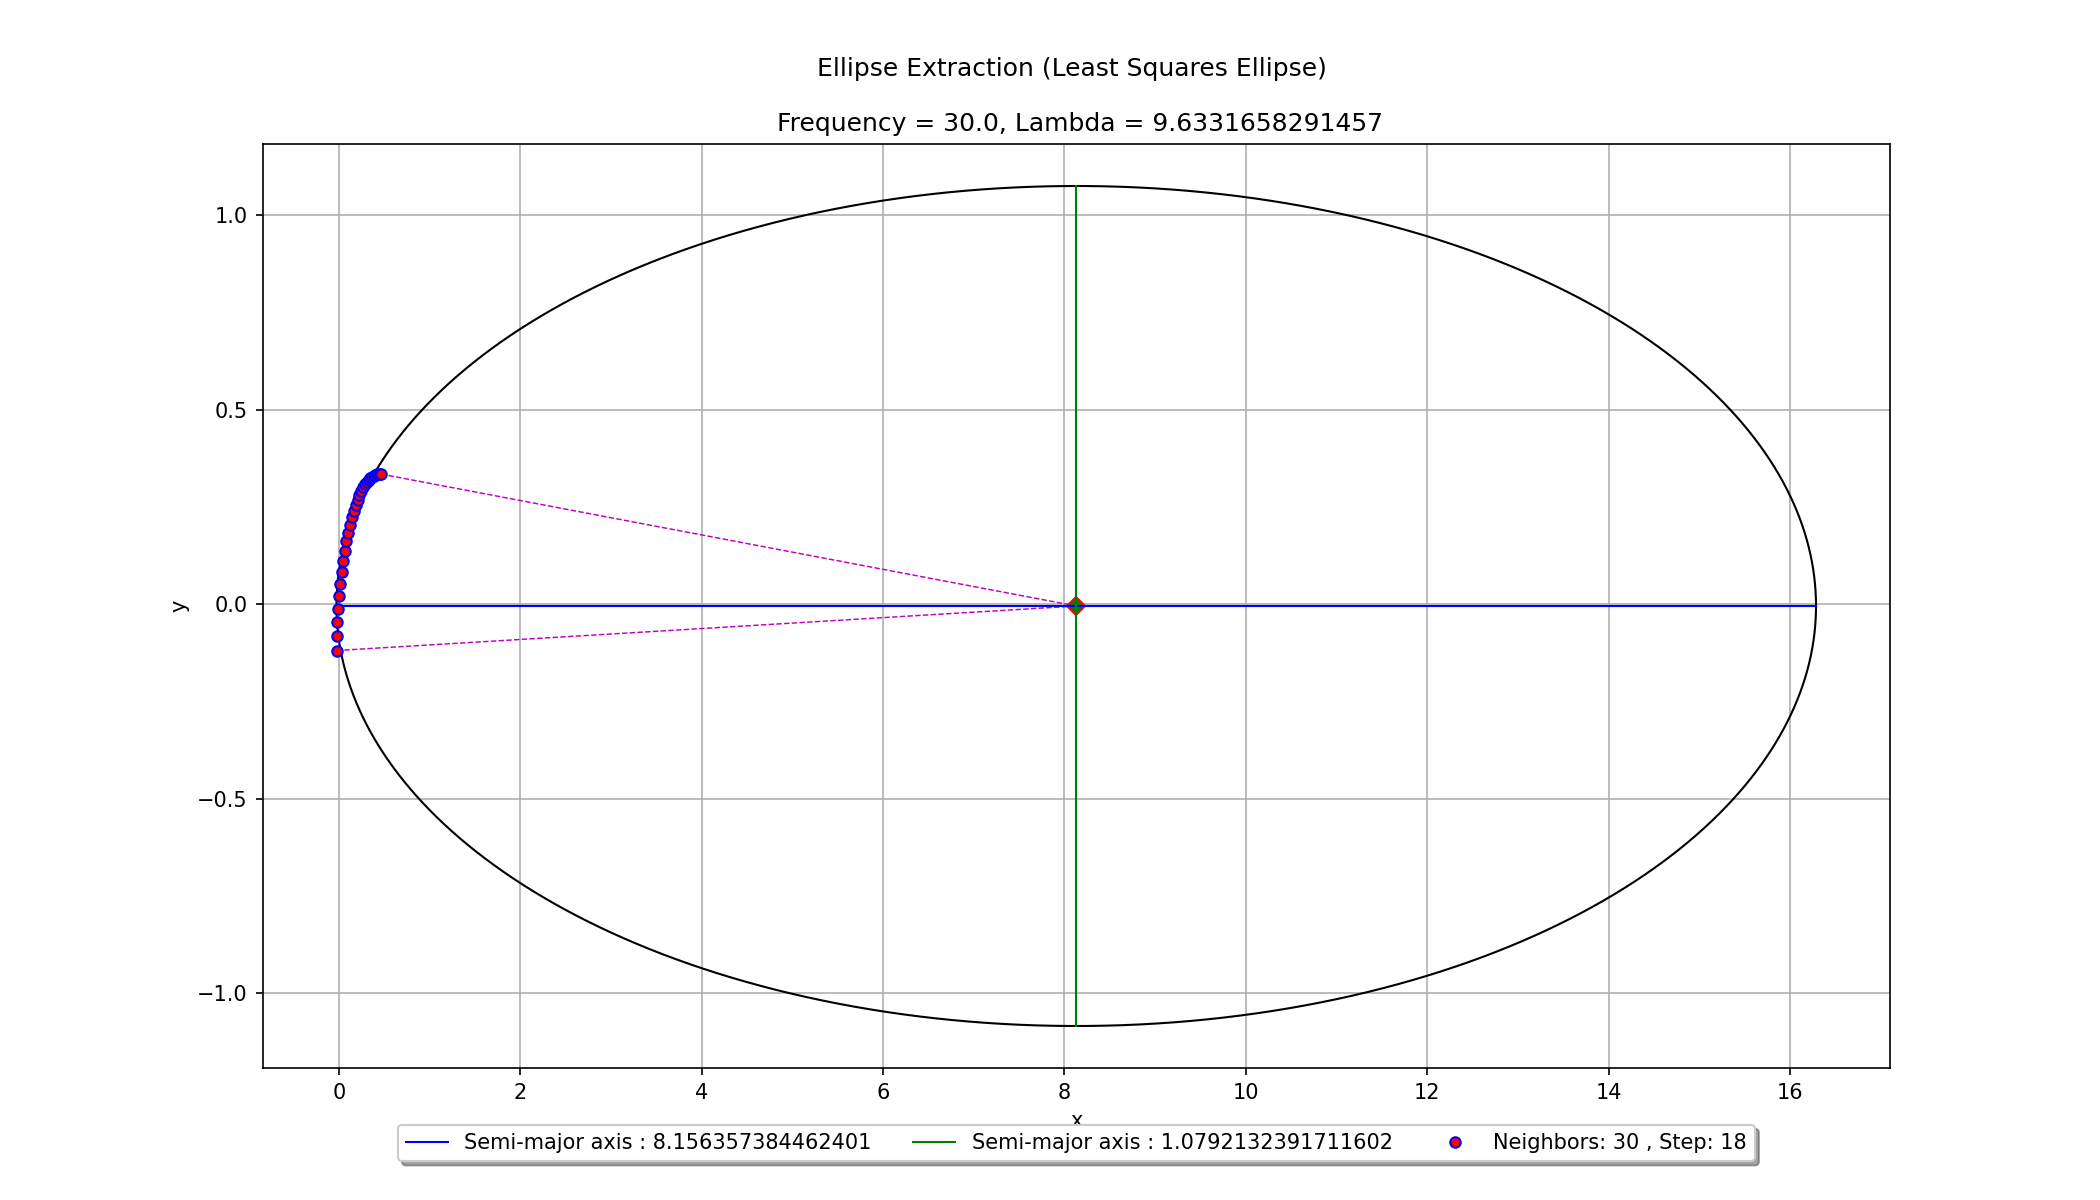 Ellipse Extraction (Least Squares Ellipse)
Frequency = 30.0, Lambda = 9.6331658291457
1.0
0.5
0.0
−0.5
−1.0
y
0 2 4 6 8 10 12 14 16
x
Semi-major axis : 8.156357384462401 Semi-major axis : 1.0792132391711602 Neighbors: 30 , Step: 18